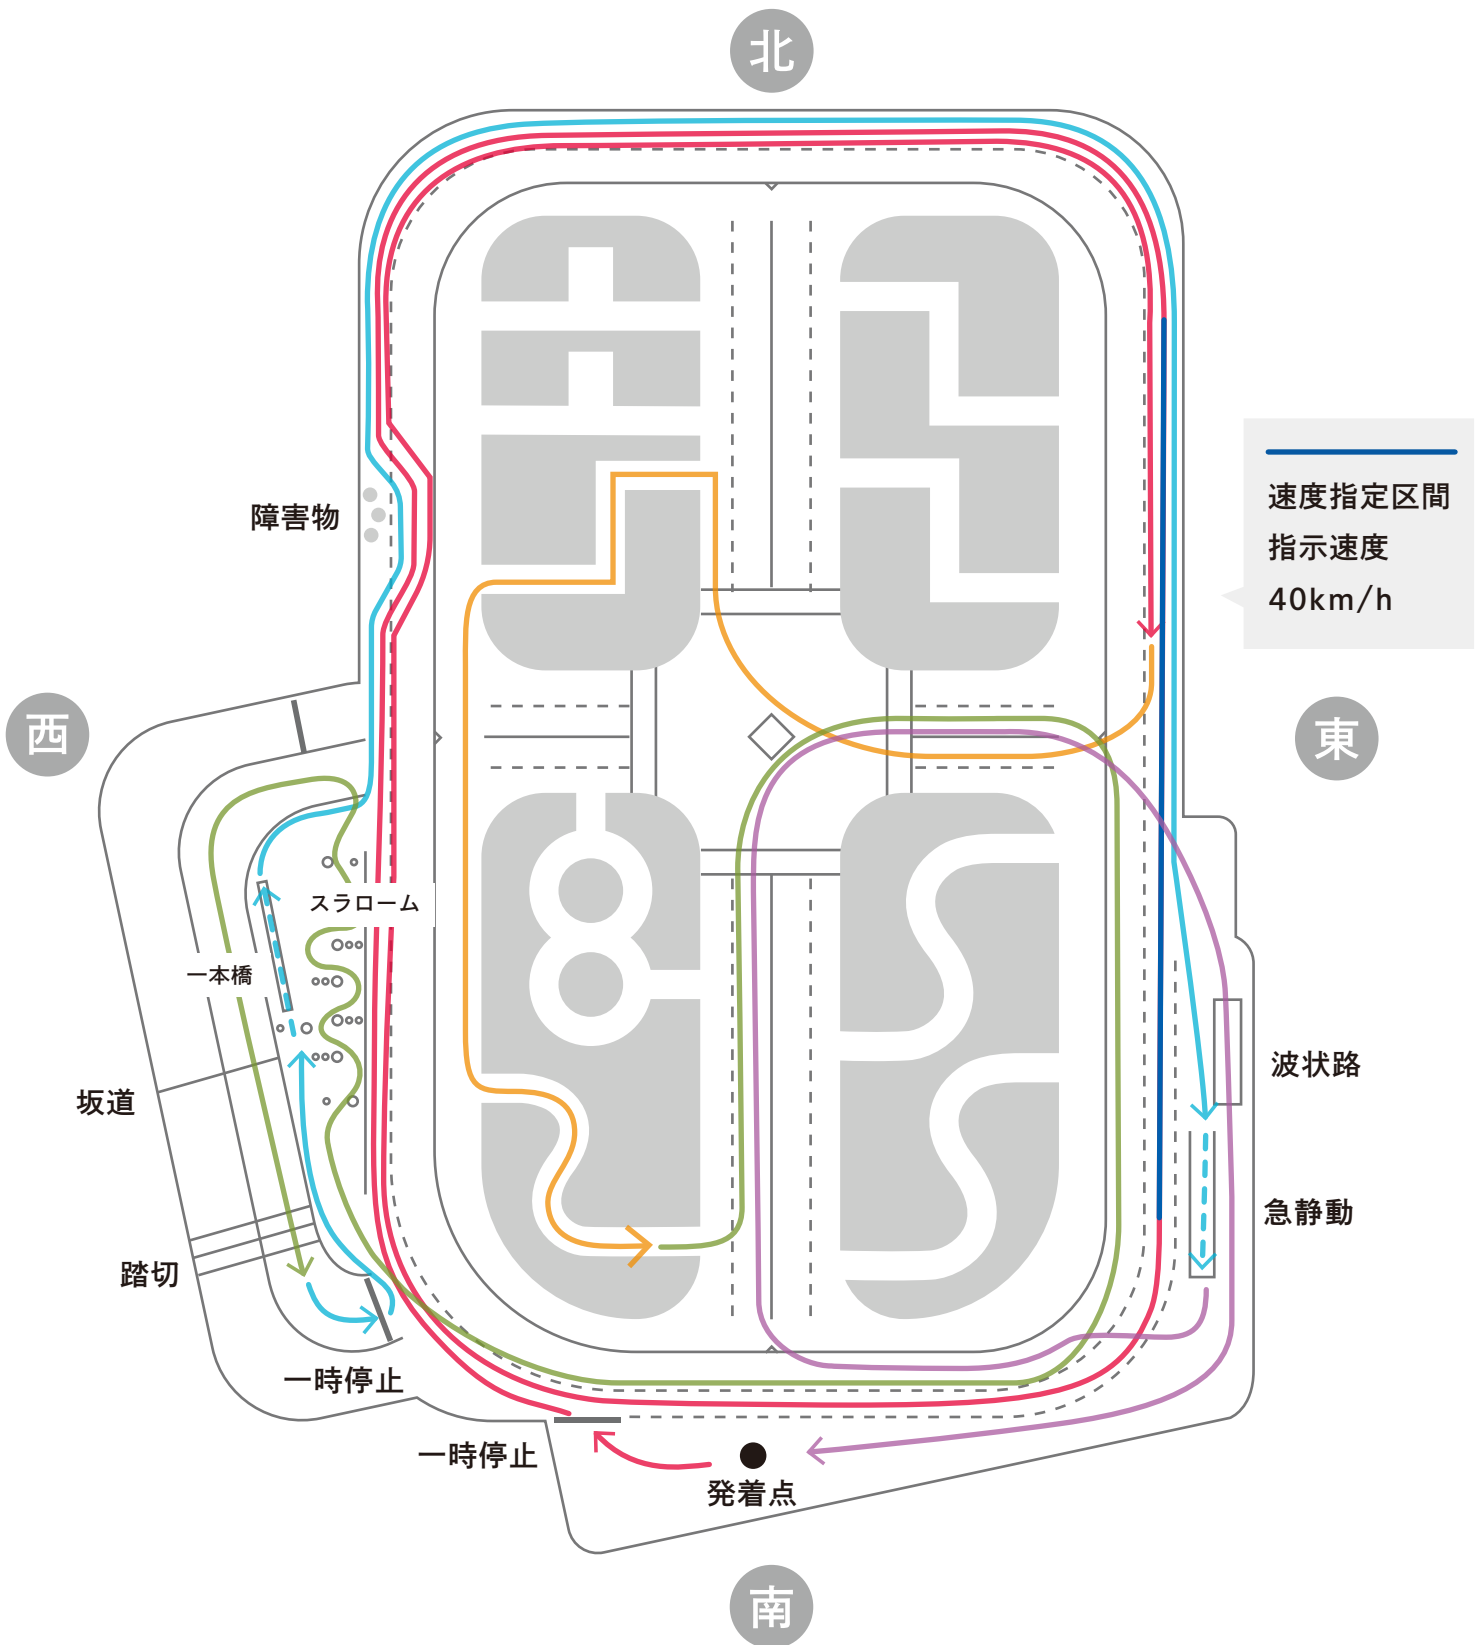 北
速度指定区間
指示速度
40km/h
障害物
西
東
スラローム
一本橋
波状路
坂道
急静動
踏切
一時停止
一時停止
発着点
南